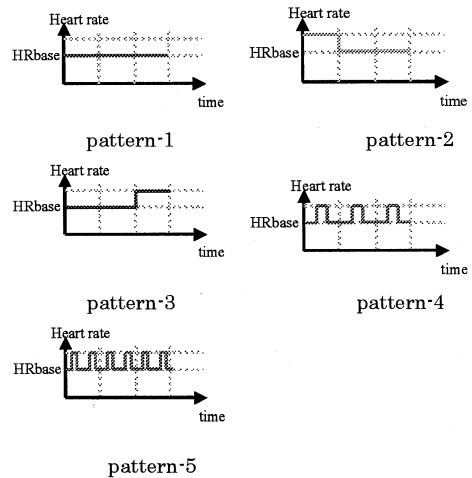 Heart rate
HRbase
time
pattern-1
Heart rate
HRbase
time
pattern-2
Heart rate
HRbase
time
pattern-3
Heart rate
HRbase
time
pattern-4
Heart rate
HRbase
time
pattern-5